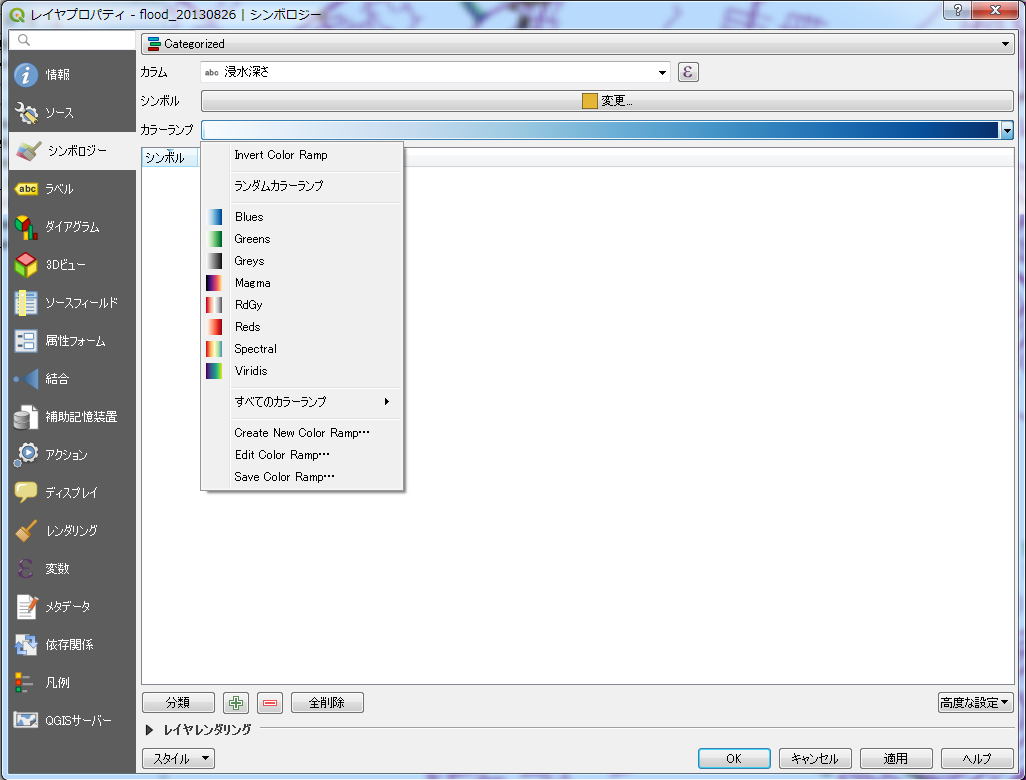 レイヤプロパティ - flood_20130826 | シンボロジー
情報
ソース
シンボロジー
abc ラベル
ダイアグラム
3Dビュー
ソースフィールド
属性フォーム
結合
補助記憶装置
アクション
ディスプレイ
レンダリング
変数
メタデータ
依存関係
凡例
QGISサーバー
Categorized
カラム abc 浸水深さ ε
シンボル 変更...
カラーランプ
シンボル
Invert Color Ramp
ランダムカラーランプ
Blues
Greens
Greys
Magma
RdGy
Reds
Spectral
Viridis
すべてのカラーランプ
Create New Color Ramp…
Edit Color Ramp…
Save Color Ramp…
分類 全削除 高度な設定
レイヤレンダリング
スタイル OK キャンセル 適用 ヘルプ